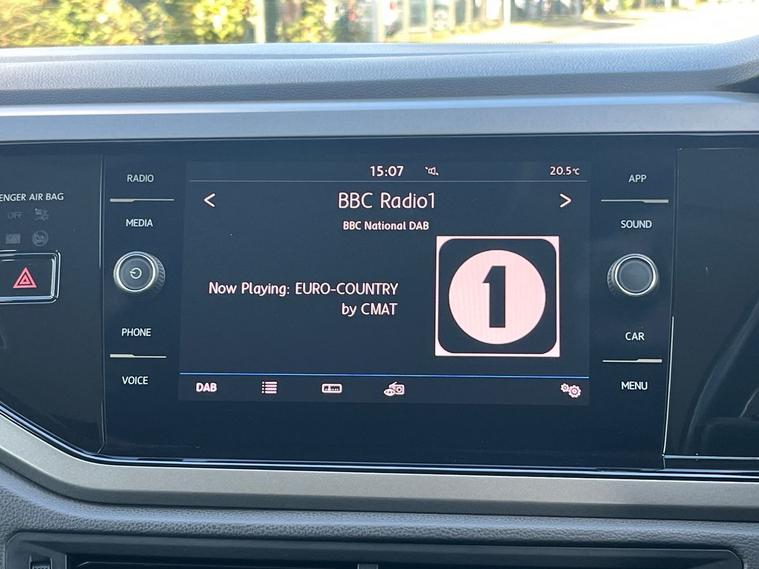 15:07
20.5°C
RADIO
APP
ENGER AIR BAG
< BBC Radio1 >
OFF
MEDIA
SOUND
BBC National DAB
1
Now Playing: EURO-COUNTRY
by CMAT
PHONE
CAR
VOICE
DAB
MENU